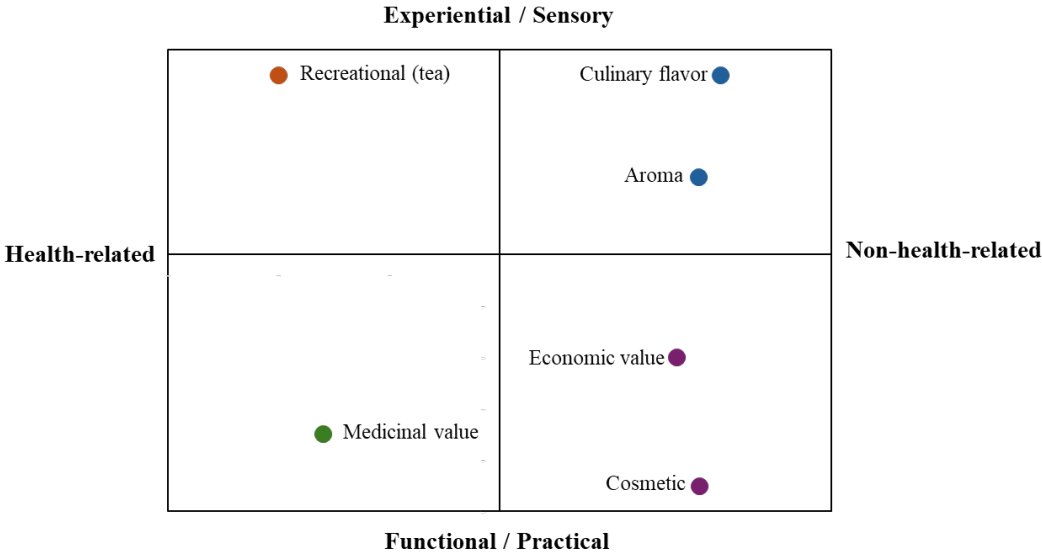 Experiential / Sensory
Recreational (tea)
Culinary flavor
Aroma
Health-related
Non-health-related
Economic value
Medicinal value
Cosmetic
Functional / Practical